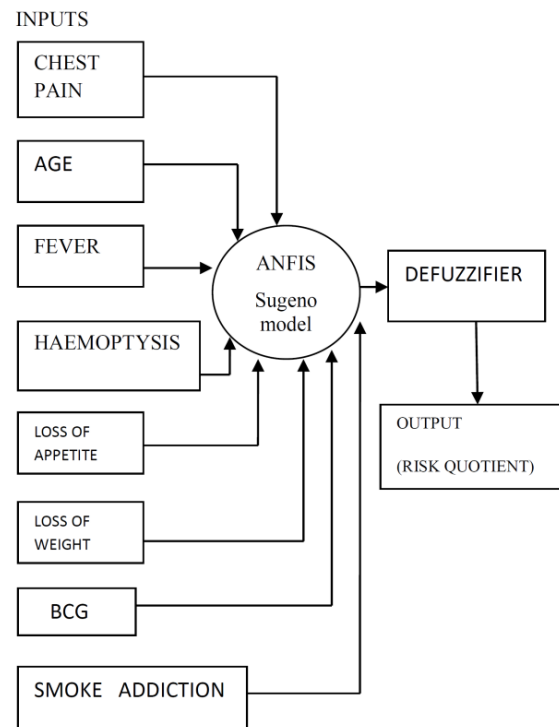 INPUTS
CHEST
PAIN
AGE
FEVER
HAEMOPTYSIS
LOSS OF
APPETITE
LOSS OF
WEIGHT
BCG
SMOKE ADDICTION
ANFIS
Sugeno
model
DEFUZZIFIER
OUTPUT
(RISK QUOTIENT)